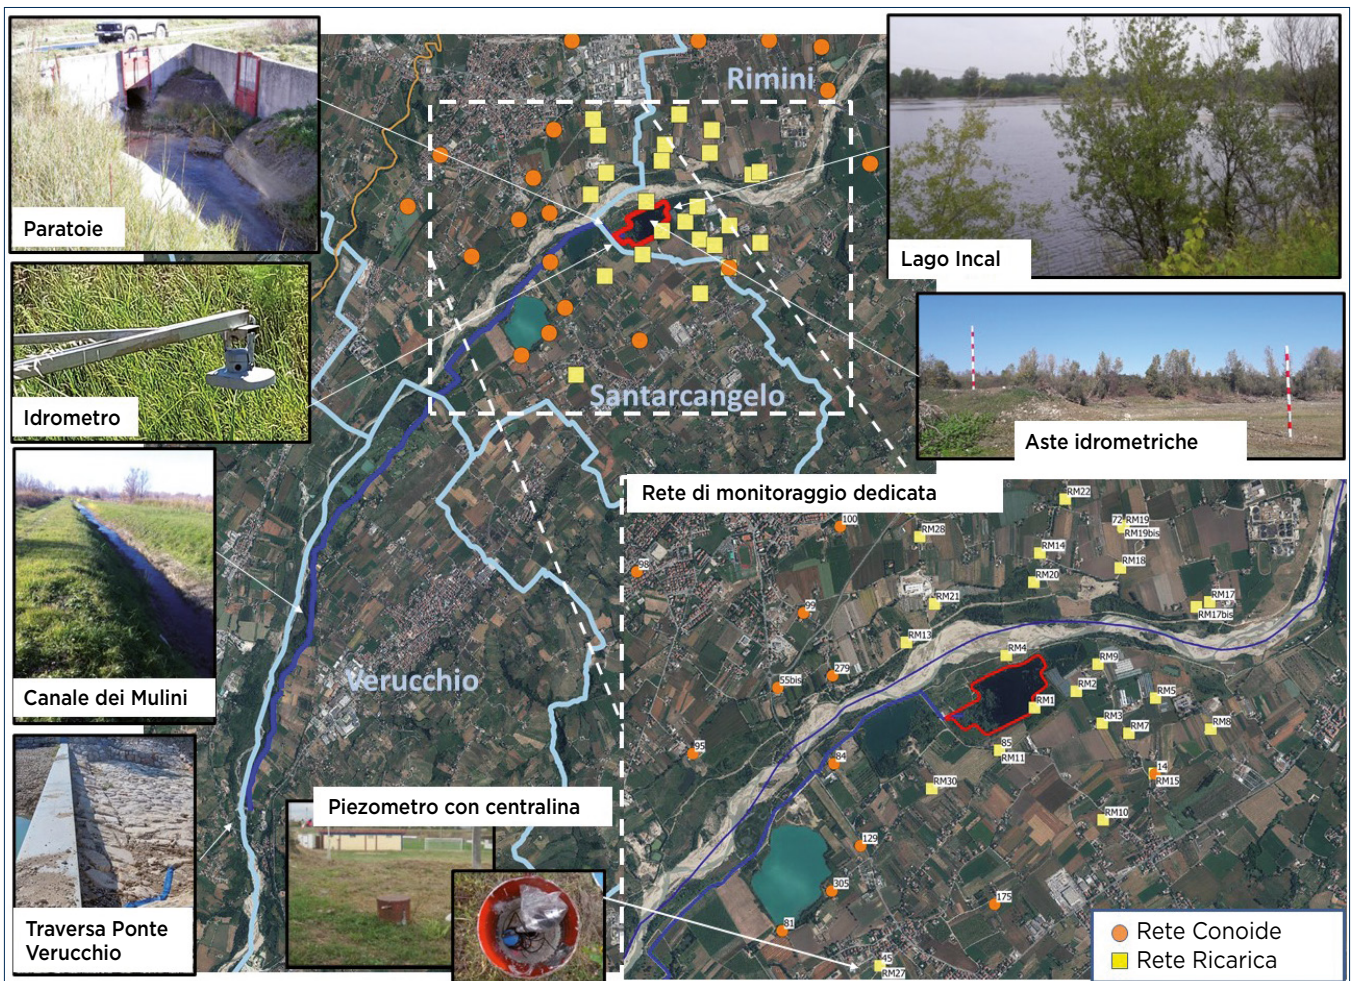 Paratoie
Rimini
Lago Incal
Idrometro
Santarcangelo
Aste idrometriche
Rete di monitoraggio dedicata
Canale dei Mulini
Verucchio
Piezometro con centralina
Traversa Ponte
Verucchio
100
RM28
RM22
72
RM19
RM19bis
RM14
RM18
98
RM20
RM21
RM17
RM17bis
99
RM13
RM4
RM9
279
55bis
RM2
RM5
RM1
RM3
RM7
RM8
95
84
85
RM11
14
RM15
RM30
RM10
129
305
175
81
45
RM27
Rete Conoide
Rete Ricarica